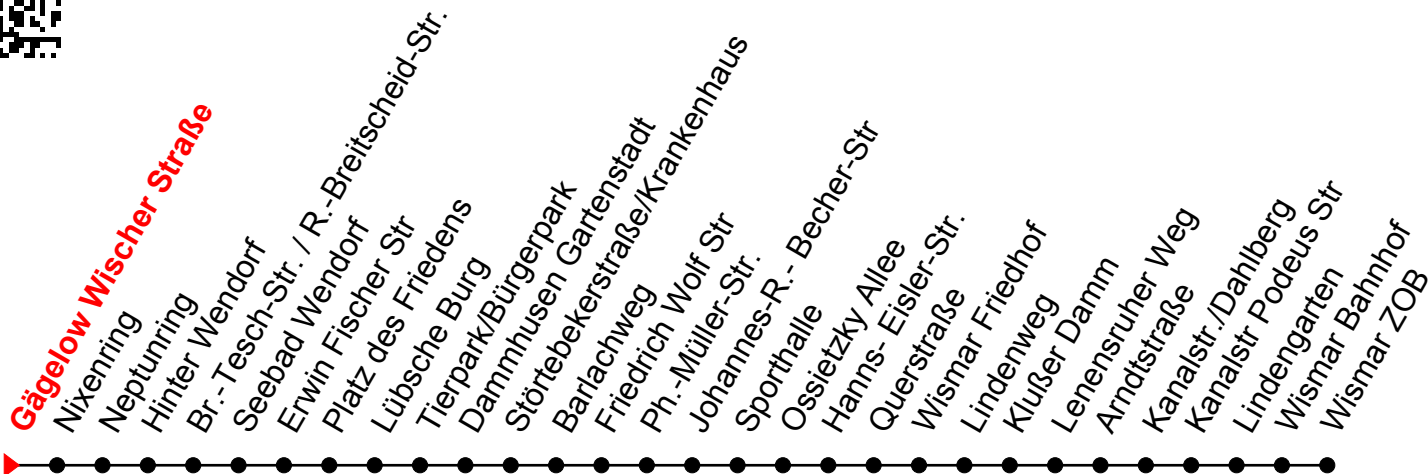 Gägelow Wischer Straße
Nixenring
Neptunring
Hinter Wendorf
Br.- Tesch-Str. / R.-Breitscheid-Str.
Seebad Wendorf
Erwin Fischer Str
Platz des Friedens
Lübsche Burg
Tierpark/Bürgerpark
Dammhusen Gartenstadt
Störtebekerstraße/Krankenhaus
Barlachweg
Friedrich Wolf Str
Ph.-Müller-Str.
Johannes-R.- Becher-Str
Sporthalle
Ossietzky Allee
Hanns- Eisler-Str.
Querstraße
Wismar Friedhof
Lindenweg
Klußer Damm
Lenensruher Weg
Arndtstraße
Kanalstr./Dahlberg
Kanalstr Podeus Str
Lindengarten
Wismar Bahnhof
Wismar ZOB